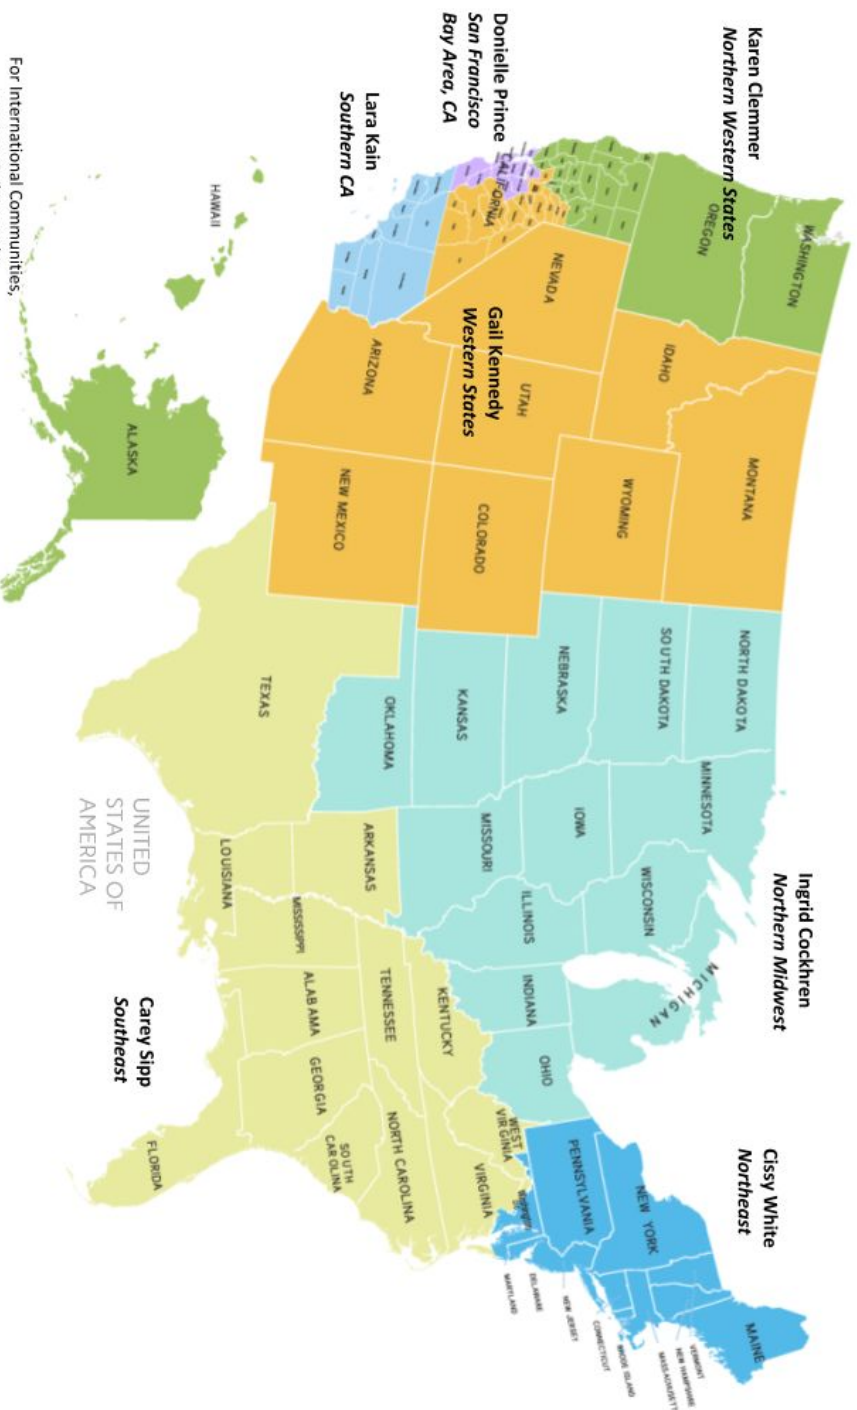 Karen Clemmer
Northern Western States
Donielle Prince
San Francisco
Bay Area, CA
Lara Kain
Southern CA
Gail Kennedy
Western States
Ingrid Cockhren
Northern Midwest
Cissy White
Northeast
Carey Sipp
Southeast
WASHINGTON
OREGON
CALIFORNIA
NEVADA
IDAHO
MONTANA
WYOMING
UTAH
COLORADO
ARIZONA
NEW MEXICO
NORTH DAKOTA
SOUTH DAKOTA
NEBRASKA
KANSAS
OKLAHOMA
TEXAS
MINNESOTA
IOWA
MISSOURI
WISCONSIN
ILLINOIS
MICHIGAN
INDIANA
OHIO
ARKANSAS
LOUISIANA
MISSISSIPPI
ALABAMA
TENNESSEE
KENTUCKY
GEORGIA
FLORIDA
SOUTH
CAROLINA
NORTH CAROLINA
VIRGINIA
WEST
VIRGINIA
PENNSYLVANIA
NEW YORK
MAINE
VERMONT
NEW HAMPSHIRE
MASSACHUSETT
RHODE ISLAND
CONNECTICUT
NEW JERSEY
DELAWARE
MARYLAND
HAWAII
ALASKA
UNITED
STATES OF
AMERICA
For International Communities,